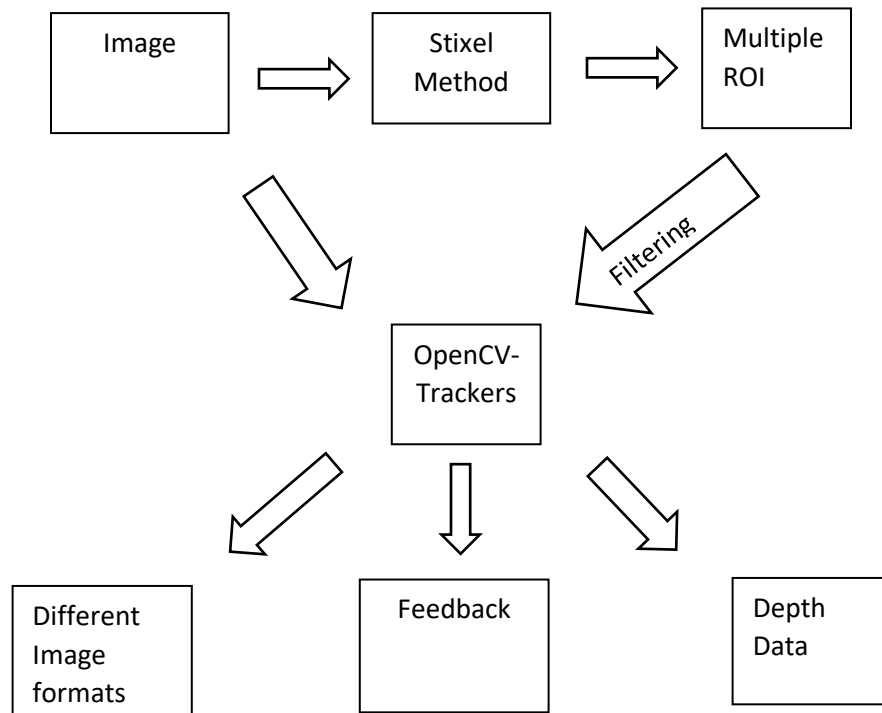 Image
Stixel
Method
Multiple
ROI
Filtering
OpenCV-
Trackers
Different
Image
formats
Feedback
Depth
Data